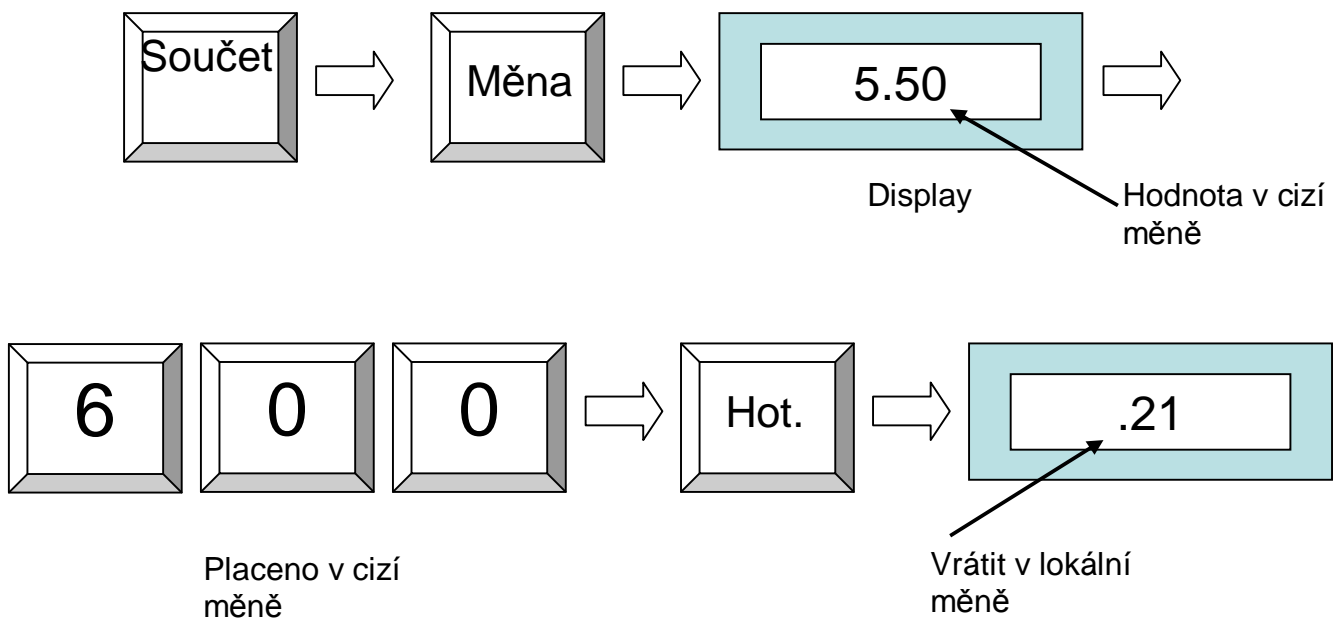 Součet
Měna
5.50
Display
Hodnota v cizí
měně
6
0
0
Hot.
.21
Placeno v cizí
měně
Vrátit v lokální
měně